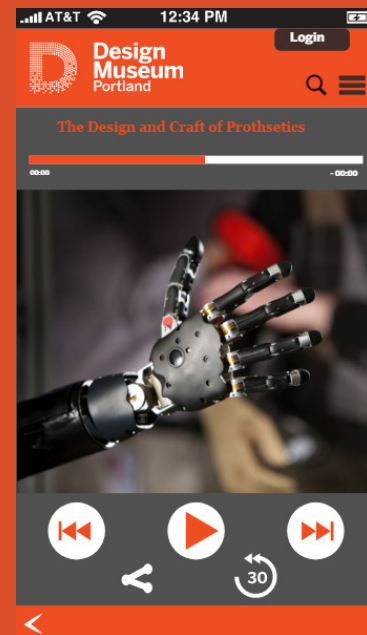 AT&T 12:34 PM
Login
Design
Museum
Portland
The Design and Craft of Prothsetics
00:00 - 00:00
30